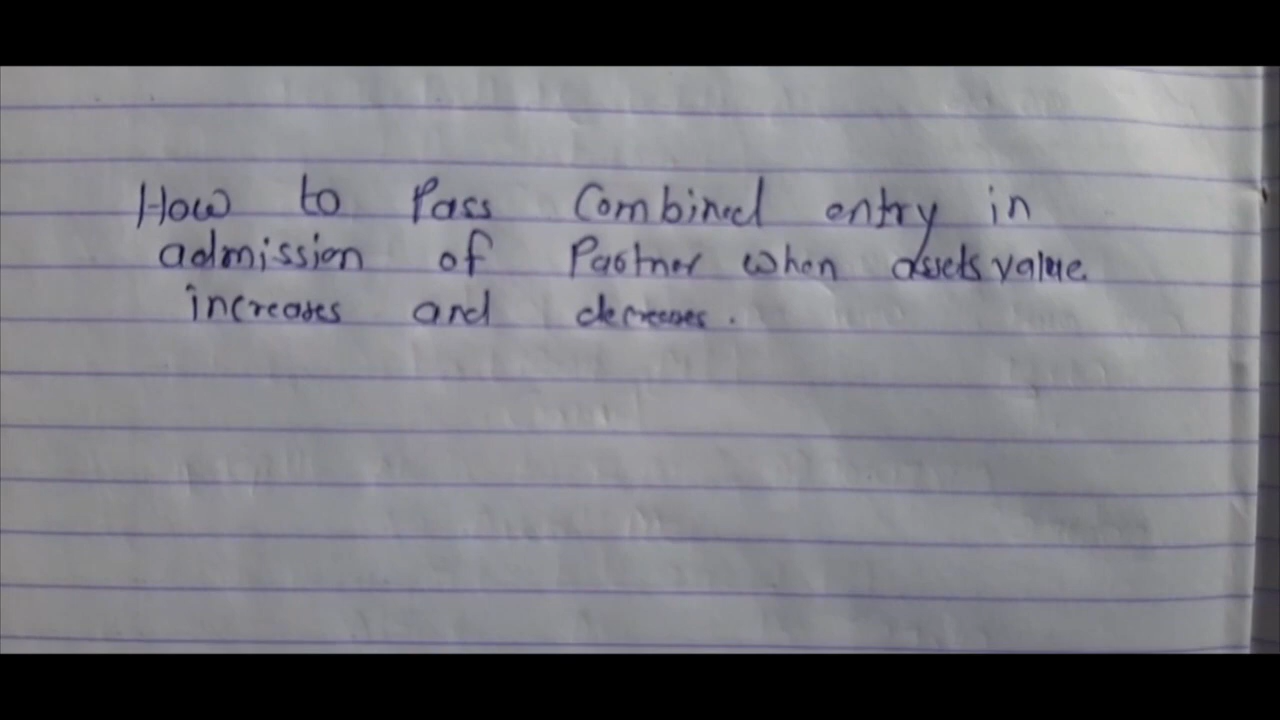 How to Pass Combined entry in
admission of Partner when assets value
increases and decreases.